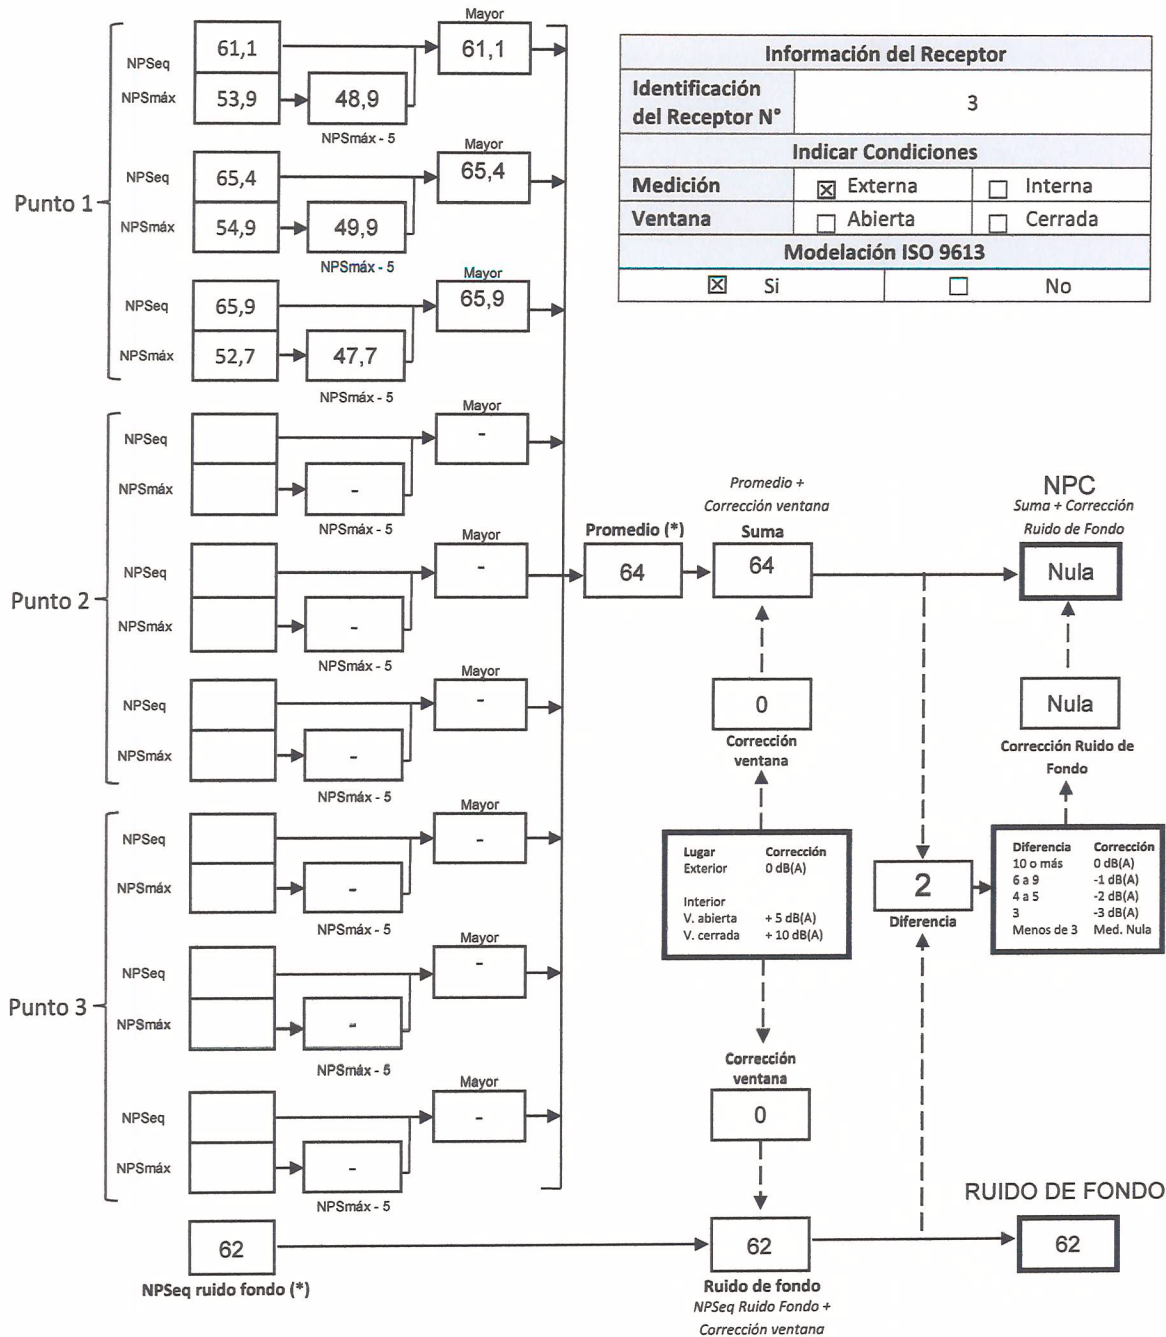 Punto 1
NPSeq
61,1
NPSmáx
53,9
48,9
NPSmáx - 5
Mayor
61,1
NPSeq
65,4
NPSmáx
54,9
49,9
NPSmáx - 5
Mayor
65,4
NPSeq
65,9
NPSmáx
52,7
47,7
NPSmáx - 5
Mayor
65,9
Información del Receptor
Identificación
del Receptor N°
3
Indicar Condiciones
Medición
☒ Externa
☐ Interna
Ventana
☐ Abierta
☐ Cerrada
Modelación ISO 9613
☒ Si
☐ No
Punto 2
NPSeq
NPSmáx
-
NPSmáx - 5
Mayor
-
NPSeq
NPSmáx
-
NPSmáx - 5
Mayor
-
NPSeq
NPSmáx
-
NPSmáx - 5
Mayor
-
Punto 3
NPSeq
NPSmáx
-
NPSmáx - 5
Mayor
-
NPSeq
NPSmáx
-
NPSmáx - 5
Mayor
-
NPSeq
NPSmáx
-
NPSmáx - 5
Mayor
-
Promedio (*)
64
Promedio +
Corrección ventana
Suma
64
NPC
Suma + Corrección
Ruido de Fondo
Nula
0
Corrección
ventana
Nula
Corrección Ruido de
Fondo
Lugar Corrección
Exterior 0 dB(A)
Interior
V. abierta + 5 dB(A)
V. cerrada + 10 dB(A)
2
Diferencia
Diferencia Corrección
10 o más 0 dB(A)
6 a 9 -1 dB(A)
4 a 5 -2 dB(A)
3 -3 dB(A)
Menos de 3 Med. Nula
Corrección
ventana
0
62
NPSeq ruido fondo (*)
62
Ruido de fondo
NPSeq Ruido Fondo +
Corrección ventana
RUIDO DE FONDO
62